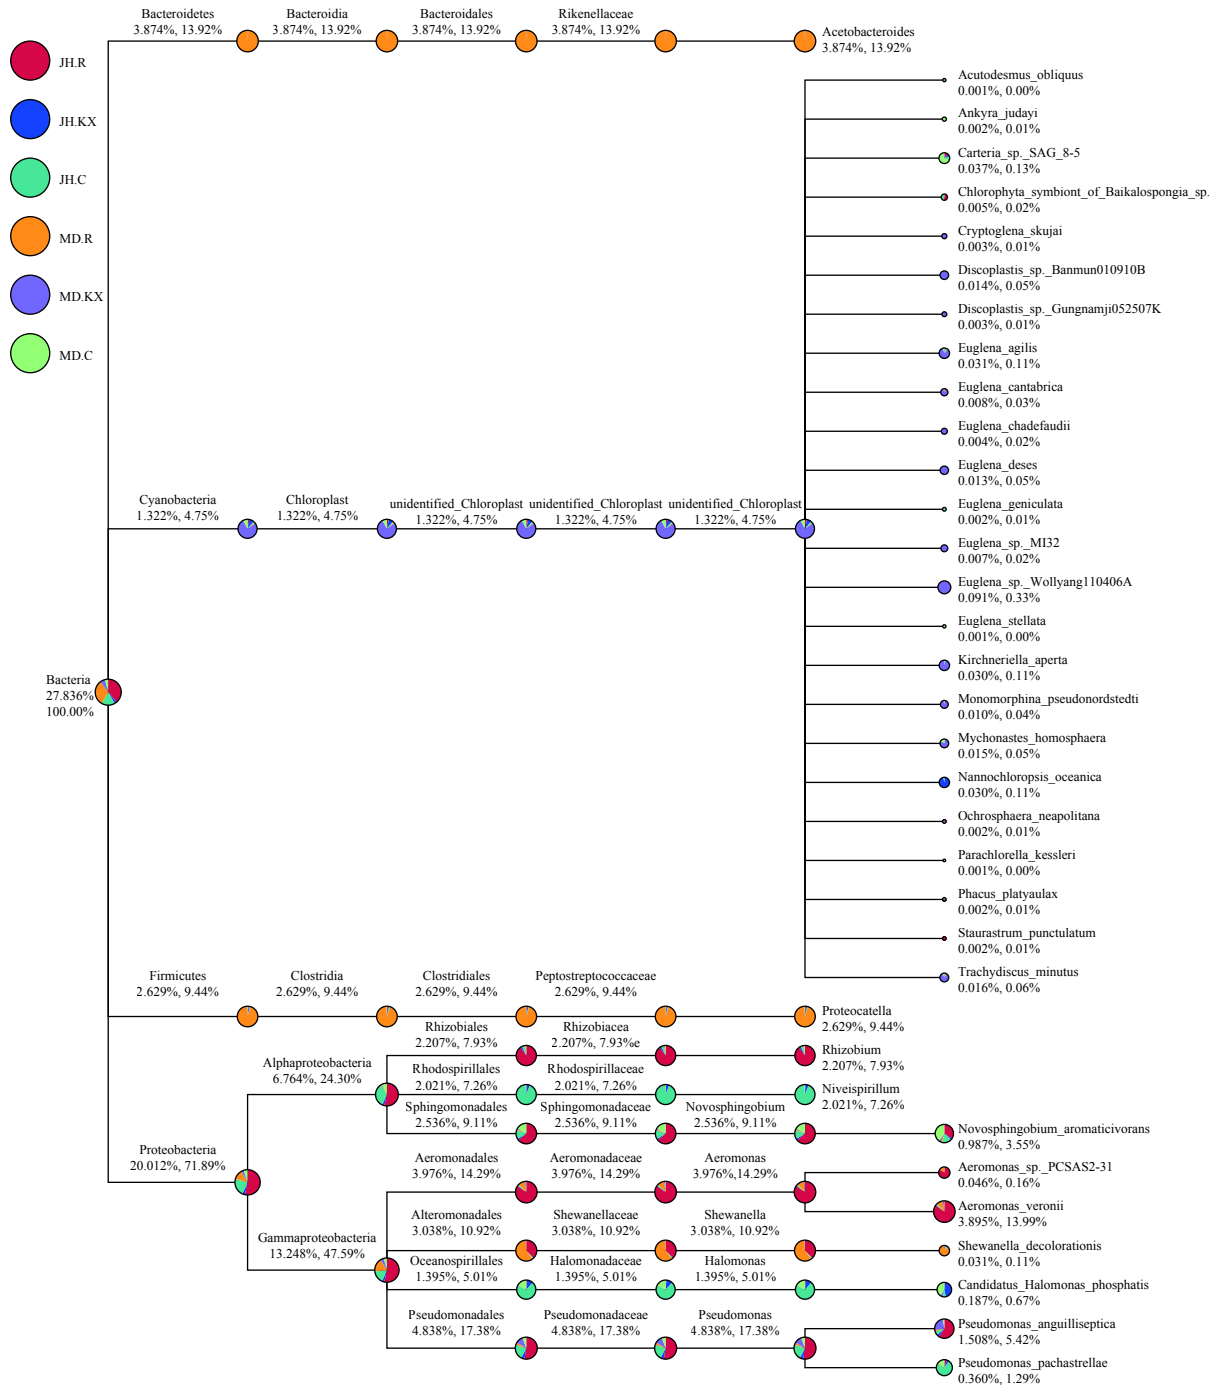 JH.R
JH.KX
JH.C
MD.R
MD.KX
MD.C
Bacteria
27.836%
100.00%
Bacteroidetes
3.874%, 13.92%
Bacteroidia
3.874%, 13.92%
Bacteroidales
3.874%, 13.92%
Rikenellaceae
3.874%, 13.92%
Acetobacteroides
3.874%, 13.92%
Cyanobacteria
1.322%, 4.75%
Chloroplast
1.322%, 4.75%
unidentified_Chloroplast
1.322%, 4.75%
unidentified_Chloroplast
1.322%, 4.75%
unidentified_Chloroplast
1.322%, 4.75%
Acutodesmus_obliquus
0.001%, 0.00%
Ankyra_judayi
0.002%, 0.01%
Carteria_sp._SAG_8-5
0.037%, 0.13%
Chlorophyta_symbiont_of_Baikalospongia_sp.
0.005%, 0.02%
Cryptoglena_skujai
0.003%, 0.01%
Discoplastis_sp._Banmun010910B
0.014%, 0.05%
Discoplastis_sp._Gungnamji052507K
0.003%, 0.01%
Euglena_agilis
0.031%, 0.11%
Euglena_cantabrica
0.008%, 0.03%
Euglena_chadefaudii
0.004%, 0.02%
Euglena_deses
0.013%, 0.05%
Euglena_geniculata
0.002%, 0.01%
Euglena_sp._MI32
0.007%, 0.02%
Euglena_sp._Wollyang110406A
0.091%, 0.33%
Euglena_stellata
0.001%, 0.00%
Kirchneriella_aperta
0.030%, 0.11%
Monomorphina_pseudonordstedti
0.010%, 0.04%
Mychonastes_homosphaera
0.015%, 0.05%
Nannochloropsis_oceanica
0.030%, 0.11%
Ochrosphaera_neapolitana
0.002%, 0.01%
Parachlorella_kessleri
0.001%, 0.00%
Phacus_platyaulax
0.002%, 0.01%
Staurastrum_punctulatum
0.002%, 0.01%
Trachydiscus_minutus
0.016%, 0.06%
Firmicutes
2.629%, 9.44%
Clostridia
2.629%, 9.44%
Clostridiales
2.629%, 9.44%
Peptostreptococcaceae
2.629%, 9.44%
Proteocatella
2.629%, 9.44%
Proteobacteria
20.012%, 71.89%
Alphaproteobacteria
6.764%, 24.30%
Rhizobiales
2.207%, 7.93%
Rhizobiacea
2.207%, 7.93%e
Rhizobium
2.207%, 7.93%
Rhodospirillales
2.021%, 7.26%
Rhodospirillaceae
2.021%, 7.26%
Niveispirillum
2.021%, 7.26%
Sphingomonadales
2.536%, 9.11%
Sphingomonadaceae
2.536%, 9.11%
Novosphingobium
2.536%, 9.11%
Novosphingobium_aromaticivorans
0.987%, 3.55%
Gammaproteobacteria
13.248%, 47.59%
Aeromonadales
3.976%, 14.29%
Aeromonadaceae
3.976%, 14.29%
Aeromonas
3.976%,14.29%
Aeromonas_sp._PCSAS2-31
0.046%, 0.16%
Aeromonas_veronii
3.895%, 13.99%
Alteromonadales
3.038%, 10.92%
Shewanellaceae
3.038%, 10.92%
Shewanella
3.038%, 10.92%
Shewanella_decolorationis
0.031%, 0.11%
Oceanospirillales
1.395%, 5.01%
Halomonadaceae
1.395%, 5.01%
Halomonas
1.395%, 5.01%
Candidatus_Halomonas_phosphatis
0.187%, 0.67%
Pseudomonadales
4.838%, 17.38%
Pseudomonadaceae
4.838%, 17.38%
Pseudomonas
4.838%, 17.38%
Pseudomonas_anguilliseptica
1.508%, 5.42%
Pseudomonas_pachastrellae
0.360%, 1.29%